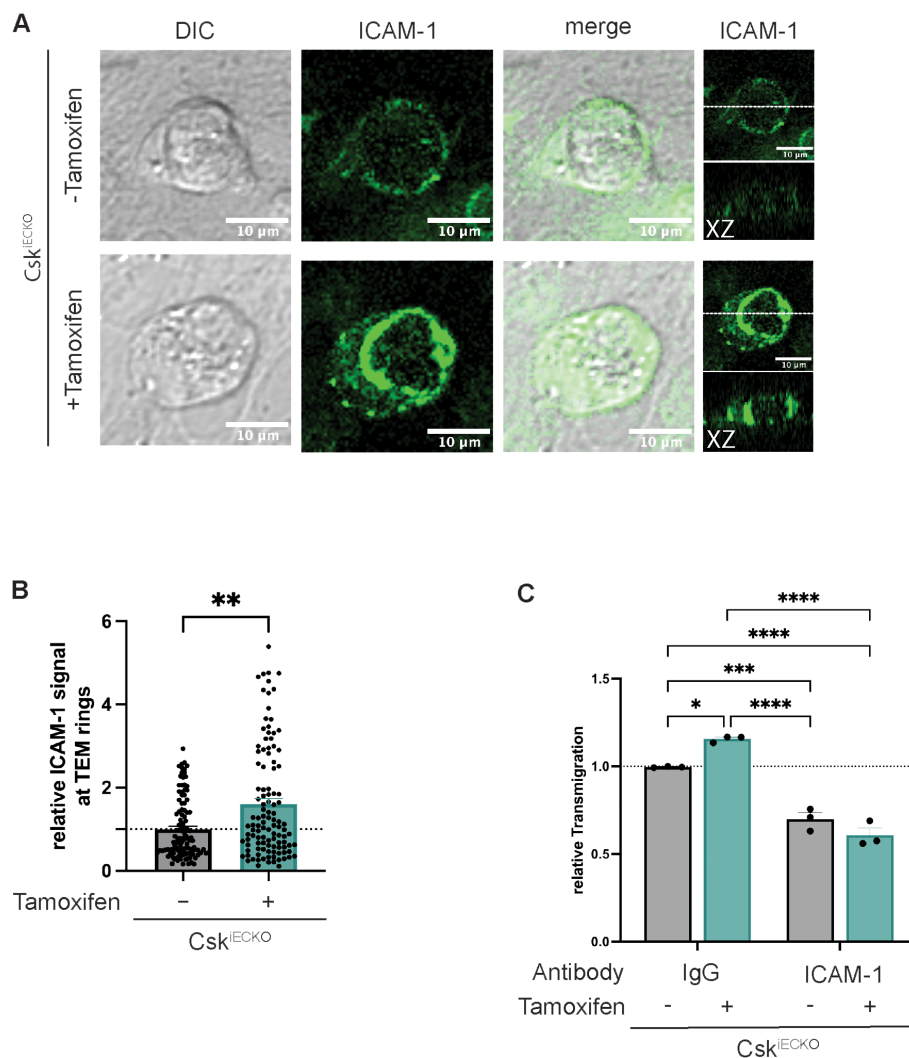 A
DIC
ICAM-1
merge
ICAM-1
Csk^iECKO
-Tamoxifen
10 µm
10 µm
10 µm
10 µm
XZ
+Tamoxifen
10 µm
10 µm
10 µm
10 µm
XZ
B
**
relative ICAM-1 signal
at TEM rings
6
4
2
0
Tamoxifen – +
Csk^iECKO
C
****
****
***
* ****
relative Transmigration
1.5
1.0
0.5
0.0
Antibody IgG ICAM-1
Tamoxifen - + - +
Csk^iECKO